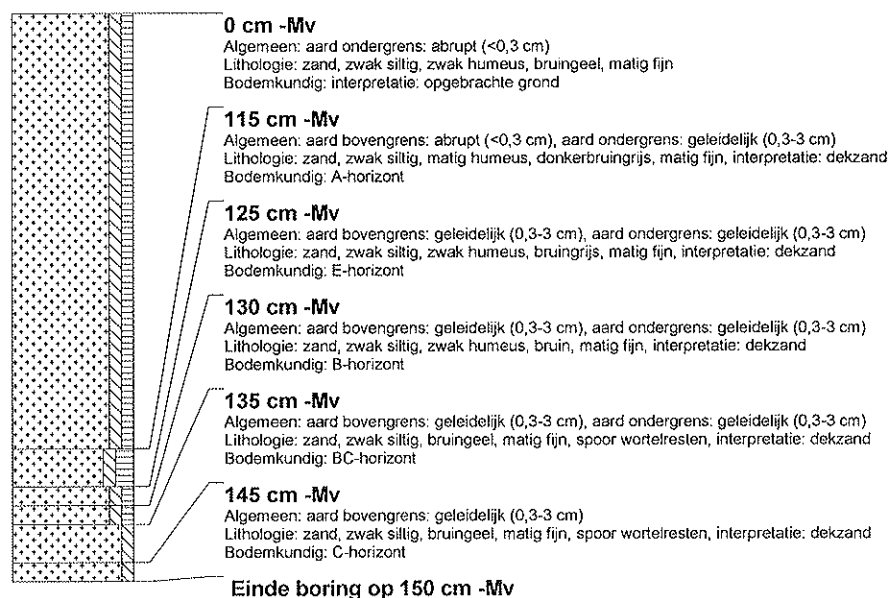 0 cm -Mv
Algemeen: aard ondergrens: abrupt (<0,3 cm)
Lithologie: zand, zwak siltig, zwak humeus, bruingeel, matig fijn
Bodemkundig: interpretatie: opgebrachte grond
115 cm -Mv
Algemeen: aard bovengrens: abrupt (<0,3 cm), aard ondergrens: geleidelijk (0,3-3 cm)
Lithologie: zand, zwak siltig, matig humeus, donkerbruingrijs, matig fijn, interpretatie: dekzand
Bodemkundig: A-horizont
125 cm -Mv
Algemeen: aard bovengrens: geleidelijk (0,3-3 cm), aard ondergrens: geleidelijk (0,3-3 cm)
Lithologie: zand, zwak siltig, zwak humeus, bruingrijs, matig fijn, interpretatie: dekzand
Bodemkundig: E-horizont
130 cm -Mv
Algemeen: aard bovengrens: geleidelijk (0,3-3 cm), aard ondergrens: geleidelijk (0,3-3 cm)
Lithologie: zand, zwak siltig, zwak humeus, bruin, matig fijn, interpretatie: dekzand
Bodemkundig: B-horizont
135 cm -Mv
Algemeen: aard bovengrens: geleidelijk (0,3-3 cm), aard ondergrens: geleidelijk (0,3-3 cm)
Lithologie: zand, zwak siltig, bruingeel, matig fijn, spoor wortelresten, interpretatie: dekzand
Bodemkundig: BC-horizont
145 cm -Mv
Algemeen: aard bovengrens: geleidelijk (0,3-3 cm)
Lithologie: zand, zwak siltig, bruingeel, matig fijn, spoor wortelresten, interpretatie: dekzand
Bodemkundig: C-horizont
Einde boring op 150 cm -Mv